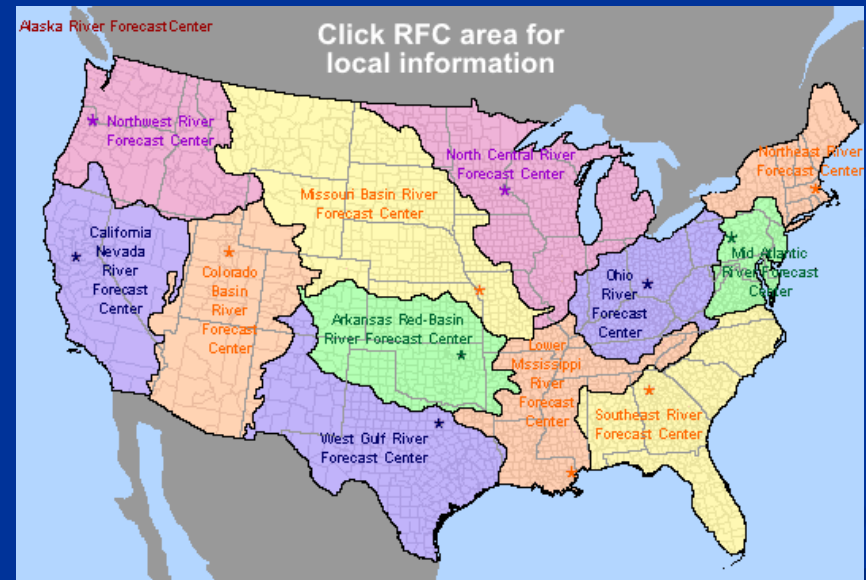 Alaska River Forecast Center
Click RFC area for
local information
Northwest River
Forecast Center
North Central River
Forecast Center
Northeast River
Forecast Center
Missouri Basin River
Forecast Center
California
Nevada
River
Forecast
Center
Colorado
Basin
River
Forecast
Center
Ohio
River
Forecast
Center
Mid Atlantic
River Forecast
Center
Arkansas Red-Basin
River Forecast Center
Lower
Mississippi
River
Forecast
Center
Southeast River
Forecast Center
West Gulf River
Forecast Center